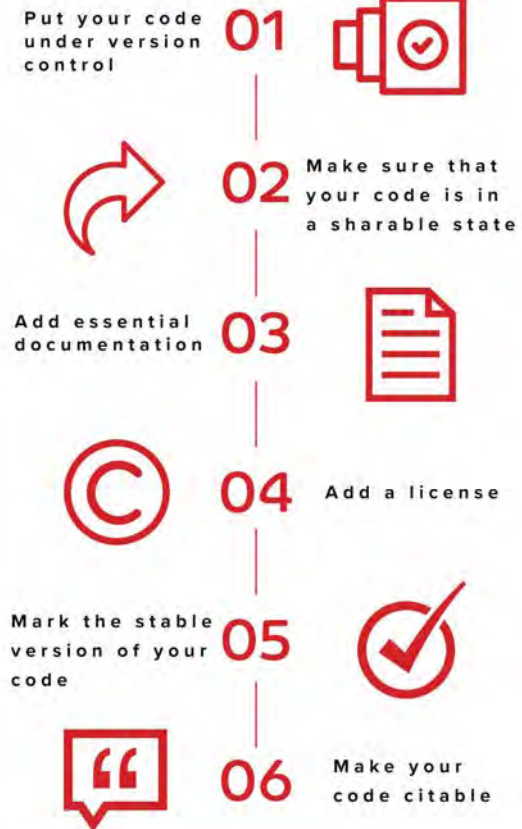 Put your code
under version
control
01
02
Make sure that
your code is in
a sharable state
Add essential
documentation
03
©
04
Add a license
Mark the stable
version of your
code
05
“
06
Make your
code citable